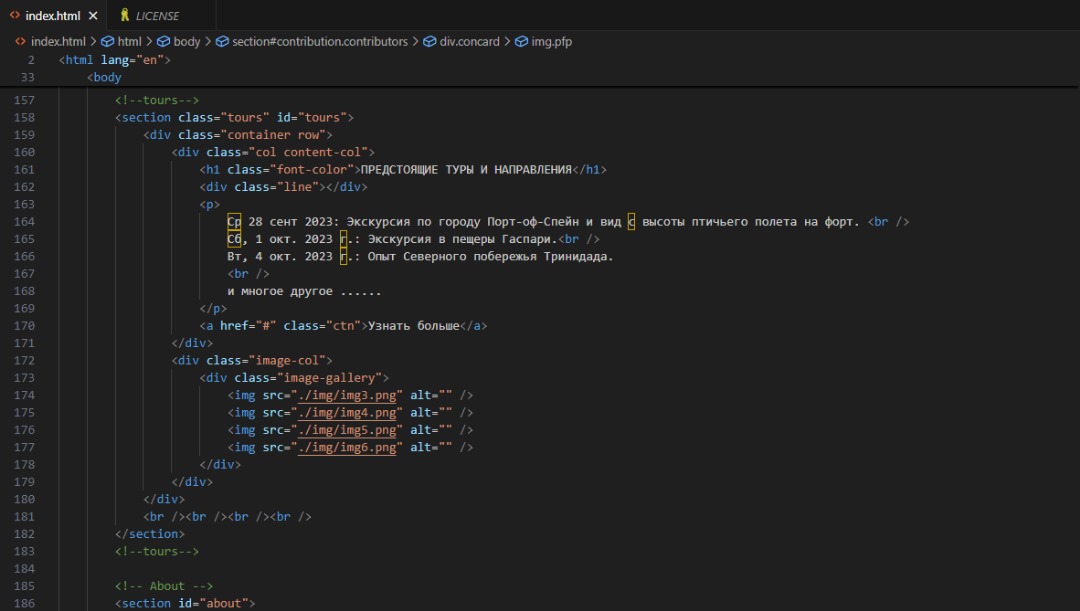 index.html × LICENSE
index.html > html > body > section#contribution.contributors > div.concard > img.pfp
2 <html lang="en">
33 <body
157 <!--tours-->
158 <section class="tours" id="tours">
159 <div class="container row">
160 <div class="col content-col">
161 <h1 class="font-color">ПРЕДСТОЯЩИЕ ТУРЫ И НАПРАВЛЕНИЯ</h1>
162 <div class="line"></div>
163 <p>
164 Ср 28 сент 2023: Экскурсия по городу Порт-оф-Спейн и вид с высоты птичьего полета на форт. <br />
165 Сб, 1 окт. 2023 г.: Экскурсия в пещеры Гаспари.<br />
166 Вт, 4 окт. 2023 г.: Опыт Северного побережья Тринидада.
167 <br />
168 и многое другое ......
169 </p>
170 <a href="#" class="ctn">Узнать больше</a>
171 </div>
172 <div class="image-col">
173 <div class="image-gallery">
174 <img src="./img/img3.png" alt="" />
175 <img src="./img/img4.png" alt="" />
176 <img src="./img/img5.png" alt="" />
177 <img src="./img/img6.png" alt="" />
178 </div>
179 </div>
180 </div>
181 <br /><br /><br /><br />
182 </section>
183 <!--tours-->
184
185 <!-- About -->
186 <section id="about">